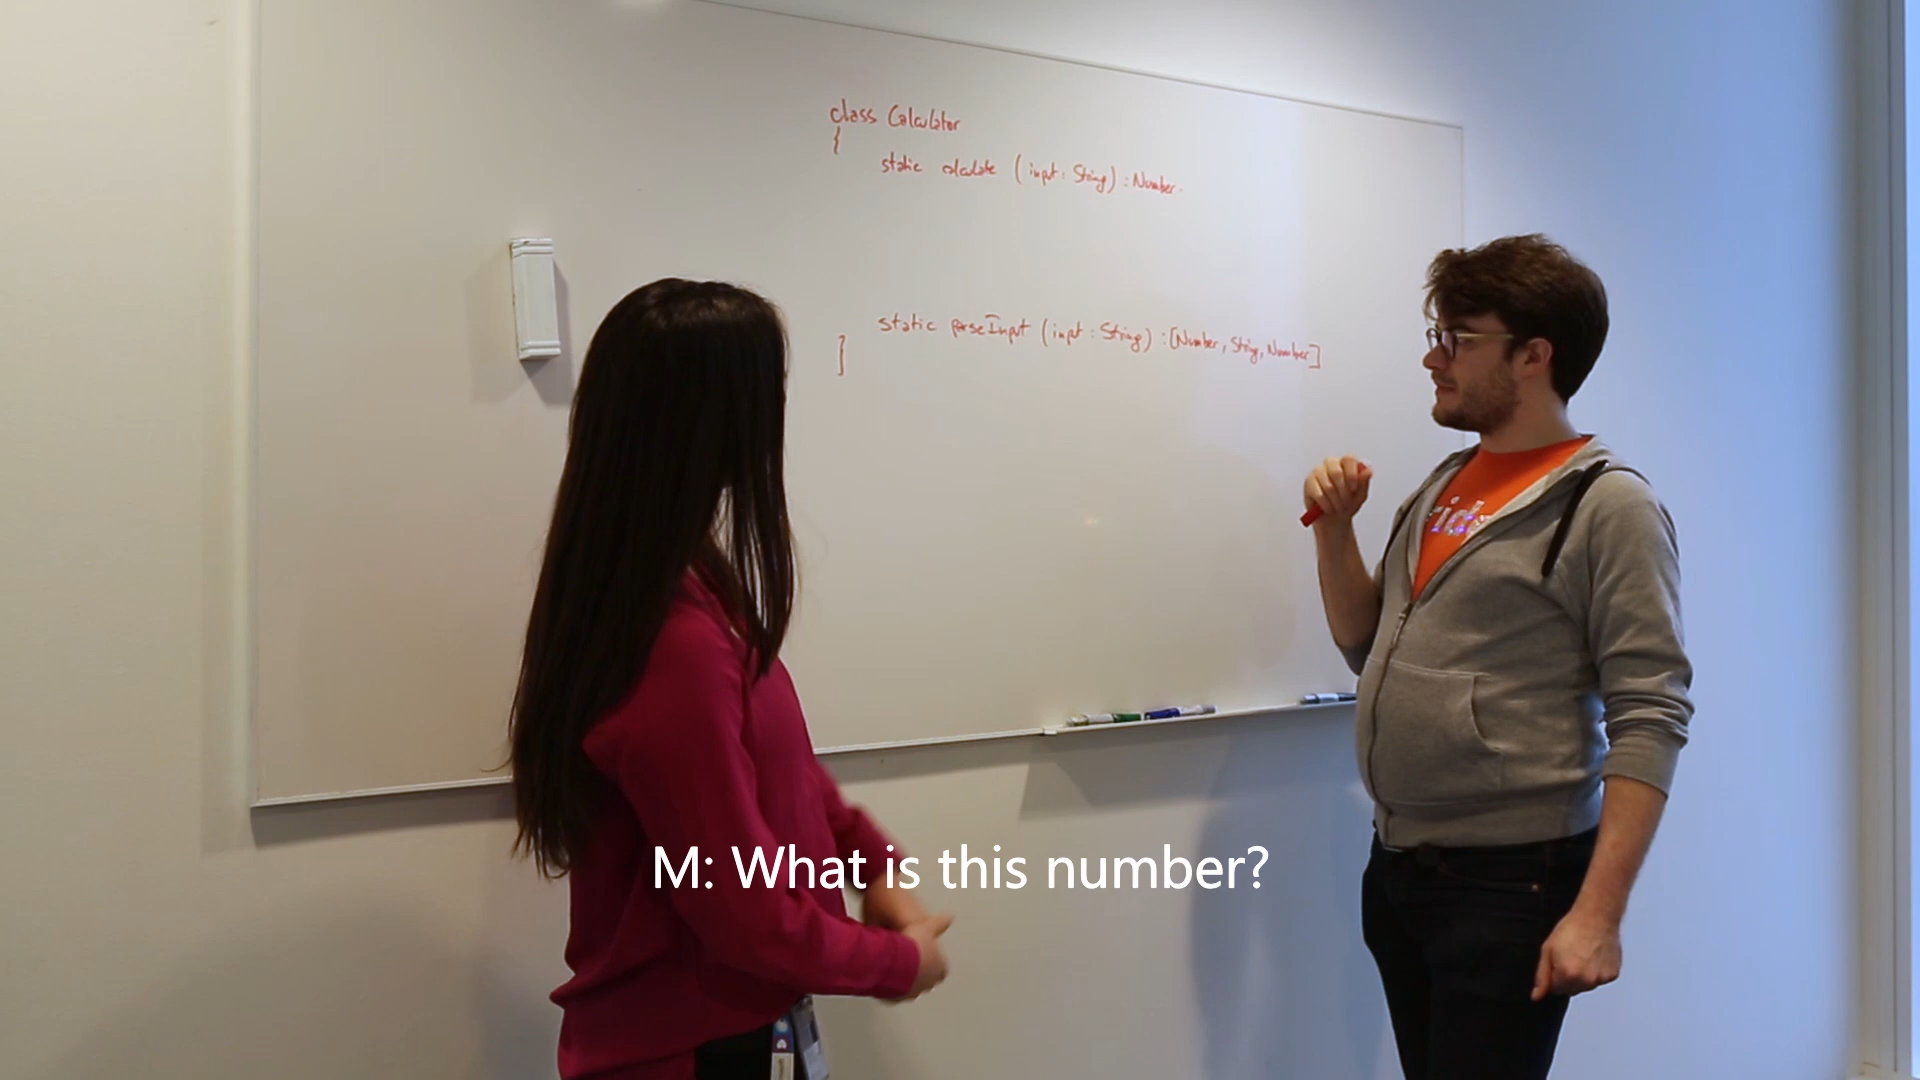 class Calculator
{
static calculate (input: String) : Number
static parseInput (input : String) : [Number, String, Number]
}
M: What is this number?